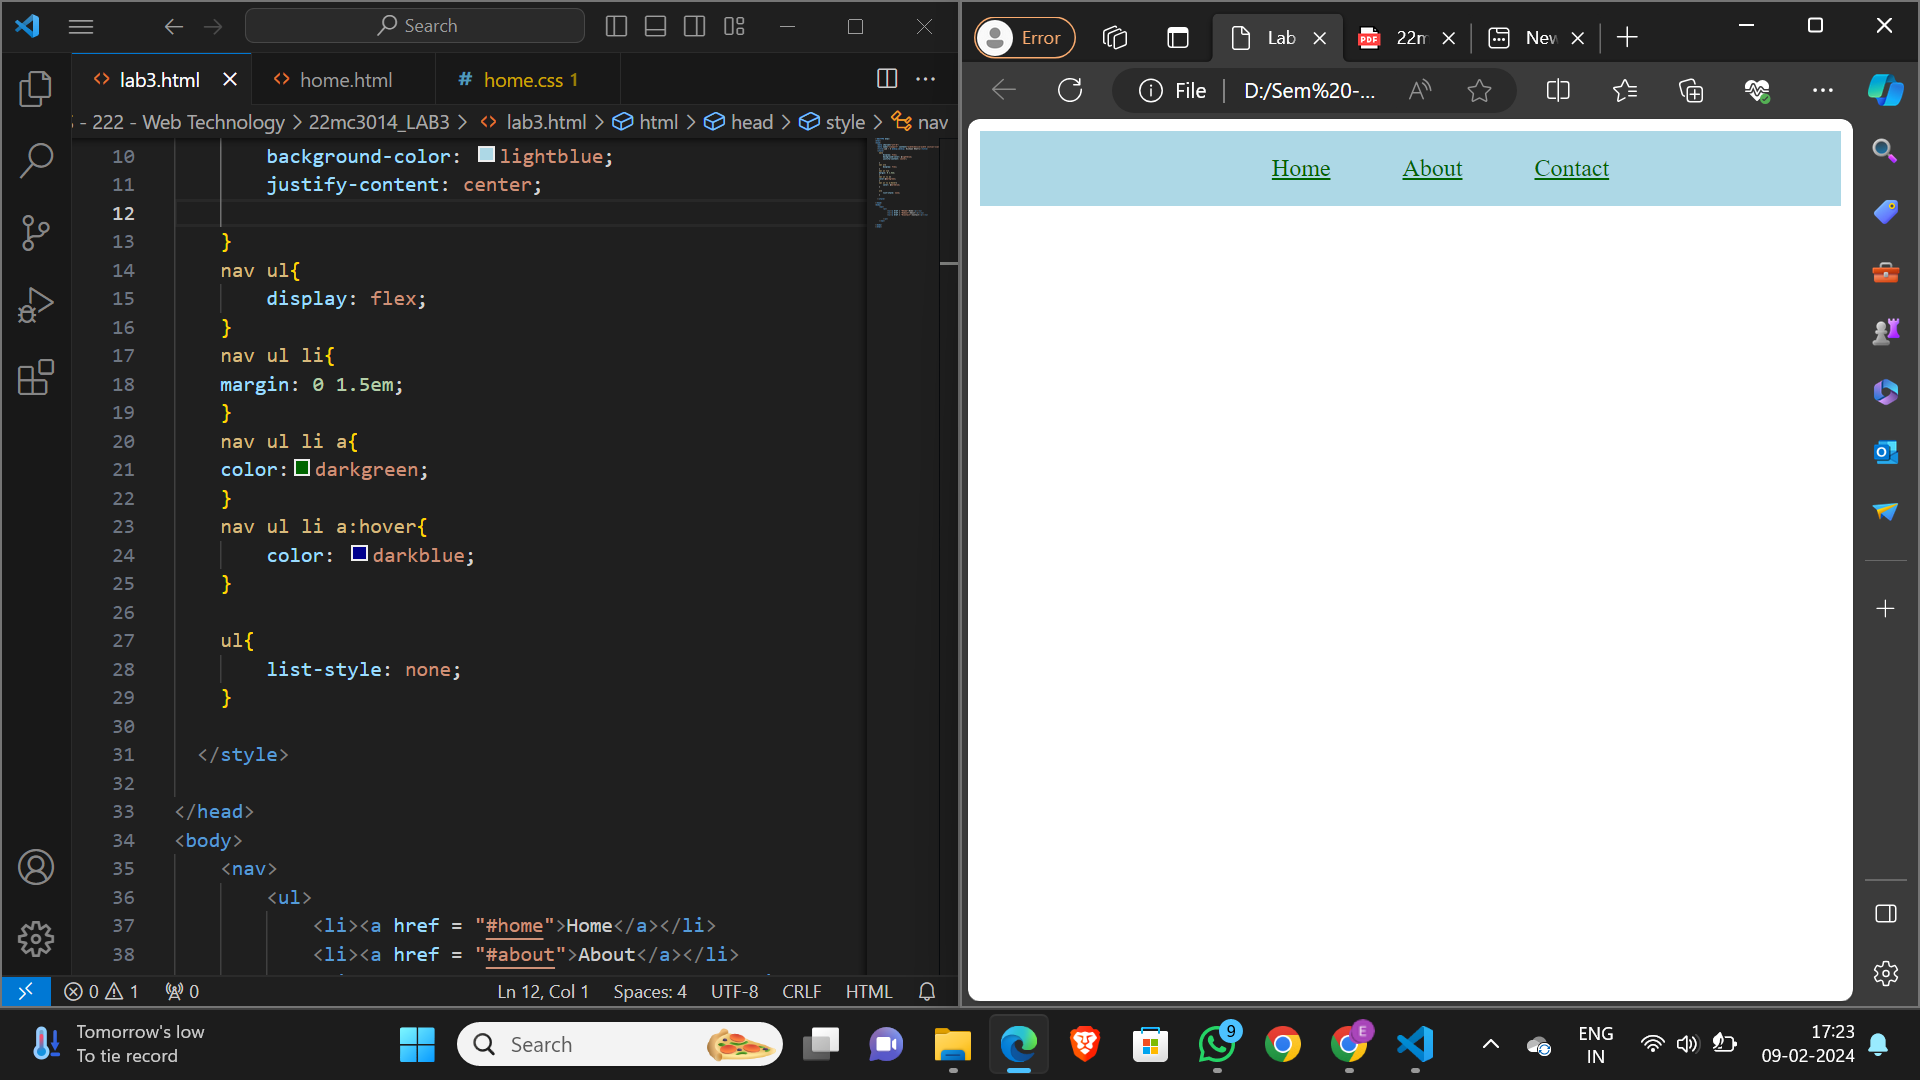 Search
lab3.html
home.html
home.css 1
- 222 - Web Technology > 22mc3014_LAB3 > lab3.html > html > head > style > nav
10 background-color: lightblue;
11 justify-content: center;
12
13 }
14 nav ul{
15 display: flex;
16 }
17 nav ul li{
18 margin: 0 1.5em;
19 }
20 nav ul li a{
21 color: darkgreen;
22 }
23 nav ul li a:hover{
24 color: darkblue;
25 }
26
27 ul{
28 list-style: none;
29 }
30
31 </style>
32
33 </head>
34 <body>
35 <nav>
36 <ul>
37 <li><a href = "#home">Home</a></li>
38 <li><a href = "#about">About</a></li>
0 1 0 Ln 12, Col 1 Spaces: 4 UTF-8 CRLF HTML
Error Lab 22m New
File D:/Sem%20-...
Home About Contact
Tomorrow's low
To tie record
Search
9
E
ENG
IN
17:23
09-02-2024